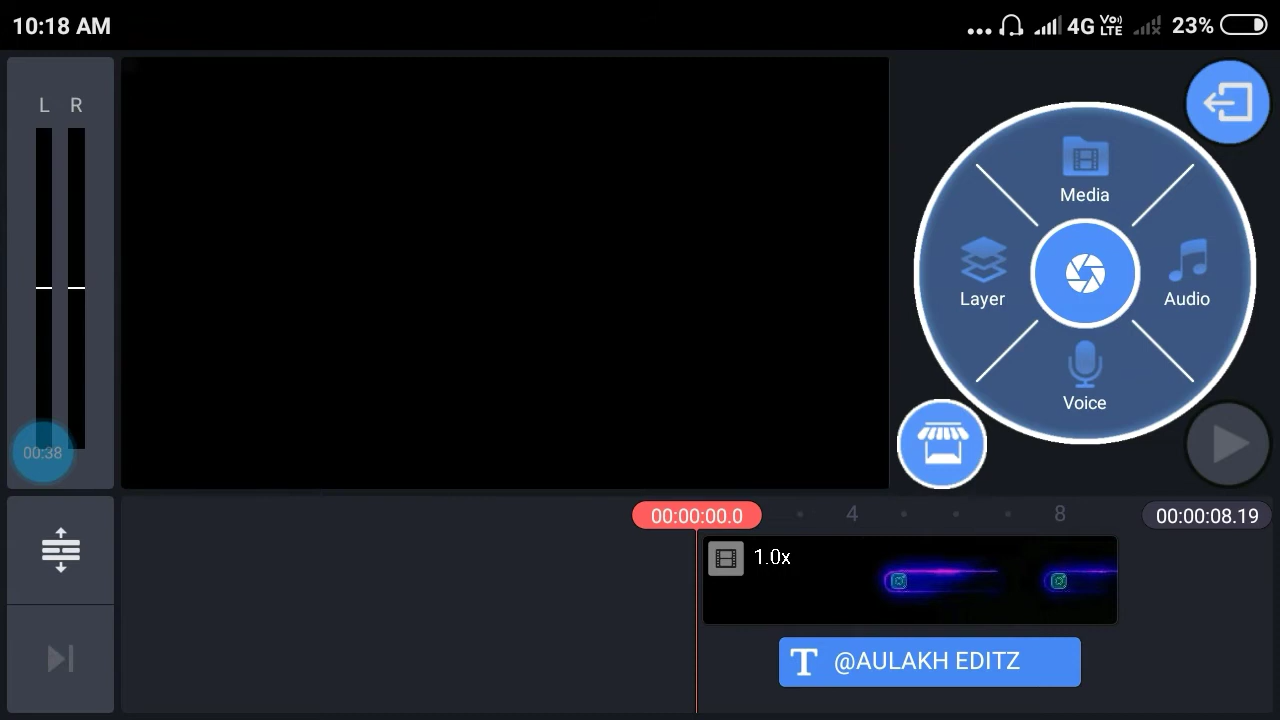 10:18 AM
4G VoLTE 23%
L R
Media
Layer
Audio
Voice
00:38
00:00:00.0
4
8
00:00:08.19
1.0x
T @AULAKH EDITZ